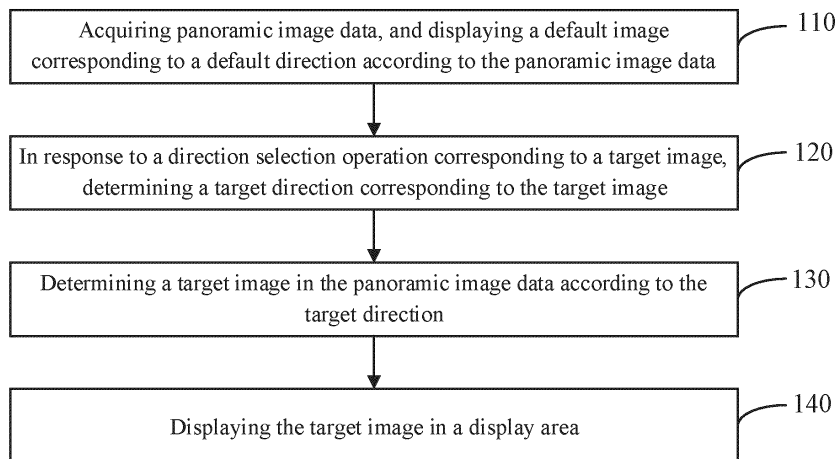 Acquiring panoramic image data, and displaying a default image
corresponding to a default direction according to the panoramic image data
110
In response to a direction selection operation corresponding to a target image,
determining a target direction corresponding to the target image
120
Determining a target image in the panoramic image data according to the
target direction
130
Displaying the target image in a display area
140